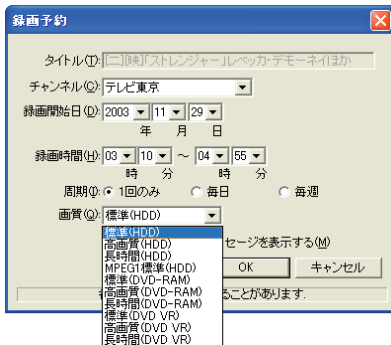 録画予約
タイトル(T): [二][映]「ストレンジャー」レベッカ・デモーネイほか
チャンネル(C): テレビ東京
録画開始日(D): 2003 11 29
年 月 日
録画時間(H): 03 10 ～ 04 55
時 分 時 分
周期(I): 1回のみ 毎日 毎週
画質(Q): 標準(HDD)
標準(HDD)
高画質(HDD)
セージを表示する(M)
長時間(HDD)
MPEG1標準(HDD)
OK キャンセル
標準(DVD-RAM)
高画質(DVD-RAM)
ることがあります.
長時間(DVD-RAM)
標準(DVD VR)
高画質(DVD VR)
長時間(DVD VR)